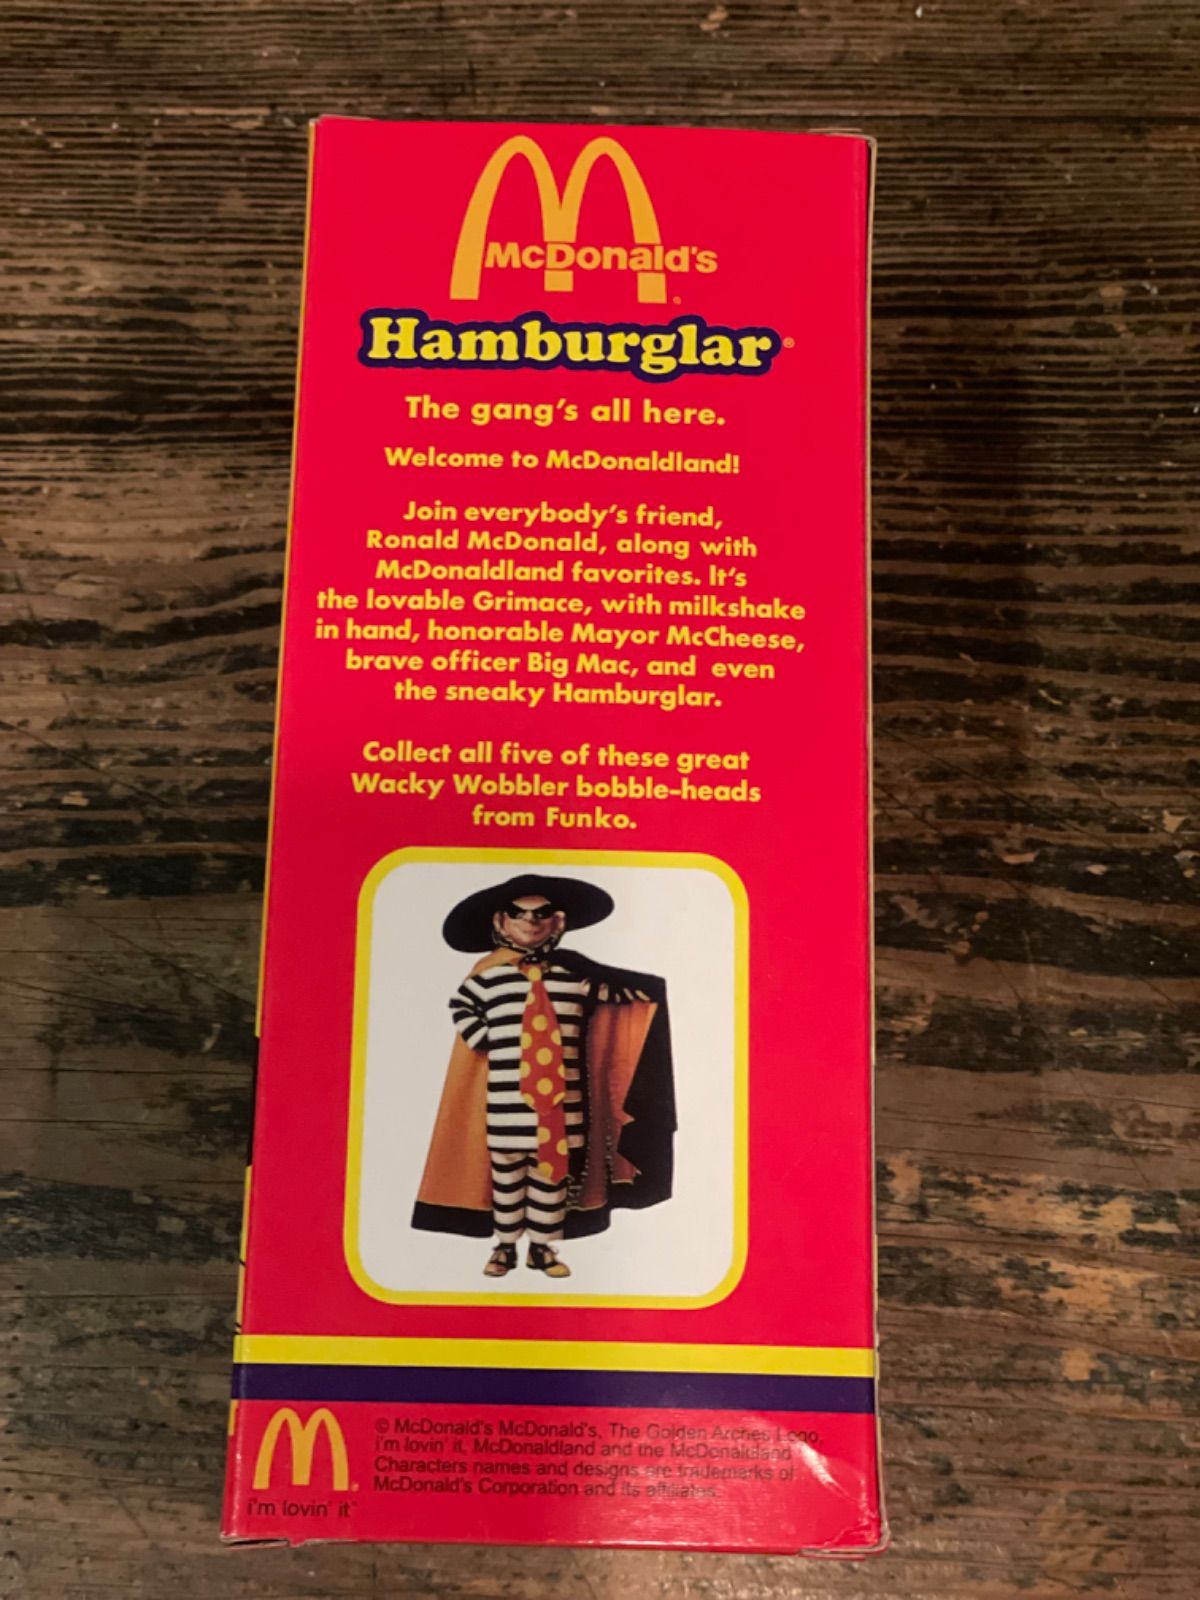 McDonald's
Hamburglar®
The gang's all here.
Welcome to McDonaldland!
Join everybody's friend,
Ronald McDonald, along with
McDonaldland favorites. It's
the lovable Grimace, with milkshake
in hand, honorable Mayor McCheese,
brave officer Big Mac, and even
the sneaky Hamburglar.
Collect all five of these great
Wacky Wobbler bobble-heads
from Funko.
© McDonald's McDonald's, The Golden Arches Logo,
i'm lovin' it, McDonaldland and the McDonaldland
Characters names and designs are trademarks of
McDonald's Corporation and its affiliates.
i'm lovin' it